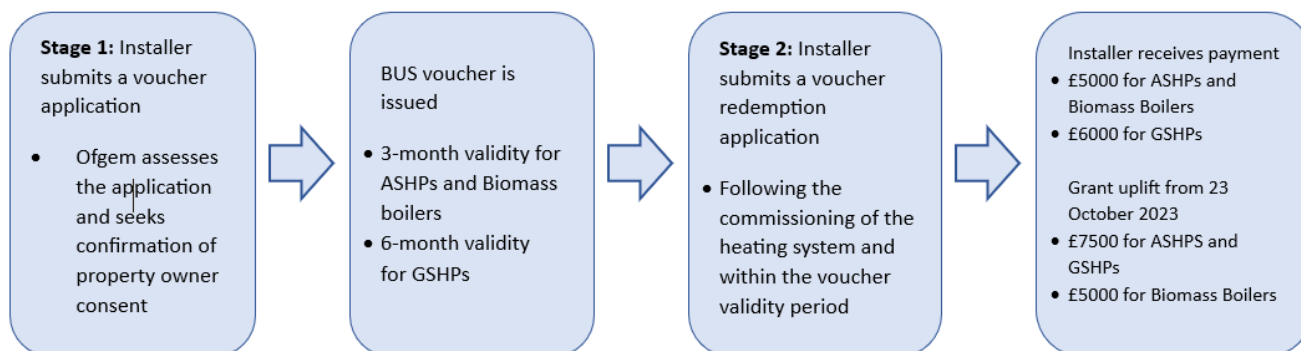 Stage 1: Installer
submits a voucher
application
• Ofgem assesses
the application
and seeks
confirmation of
property owner
consent
BUS voucher is
issued
• 3-month validity for
ASHPs and Biomass
boilers
• 6-month validity
for GSHPs
Stage 2: Installer
submits a voucher
redemption
application
• Following the
commissioning of the
heating system and
within the voucher
validity period
Installer receives payment
• £5000 for ASHPs and
Biomass Boilers
• £6000 for GSHPs
Grant uplift from 23
October 2023
• £7500 for ASHPS and
GSHPs
• £5000 for Biomass Boilers